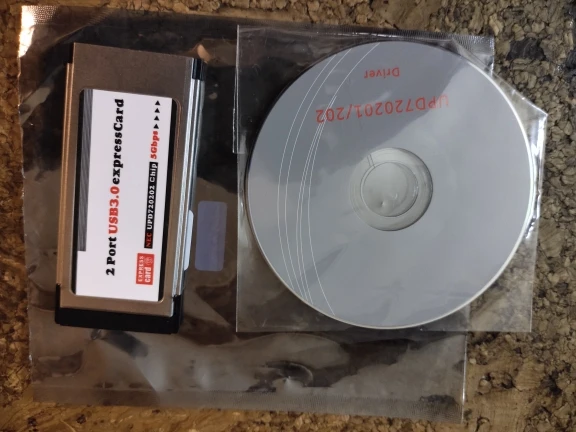 2 Port USB3.0 expressCard
NEC UPD720202 Chip 5Gbps
EXPRESS
card
UPD720201/202
Driver